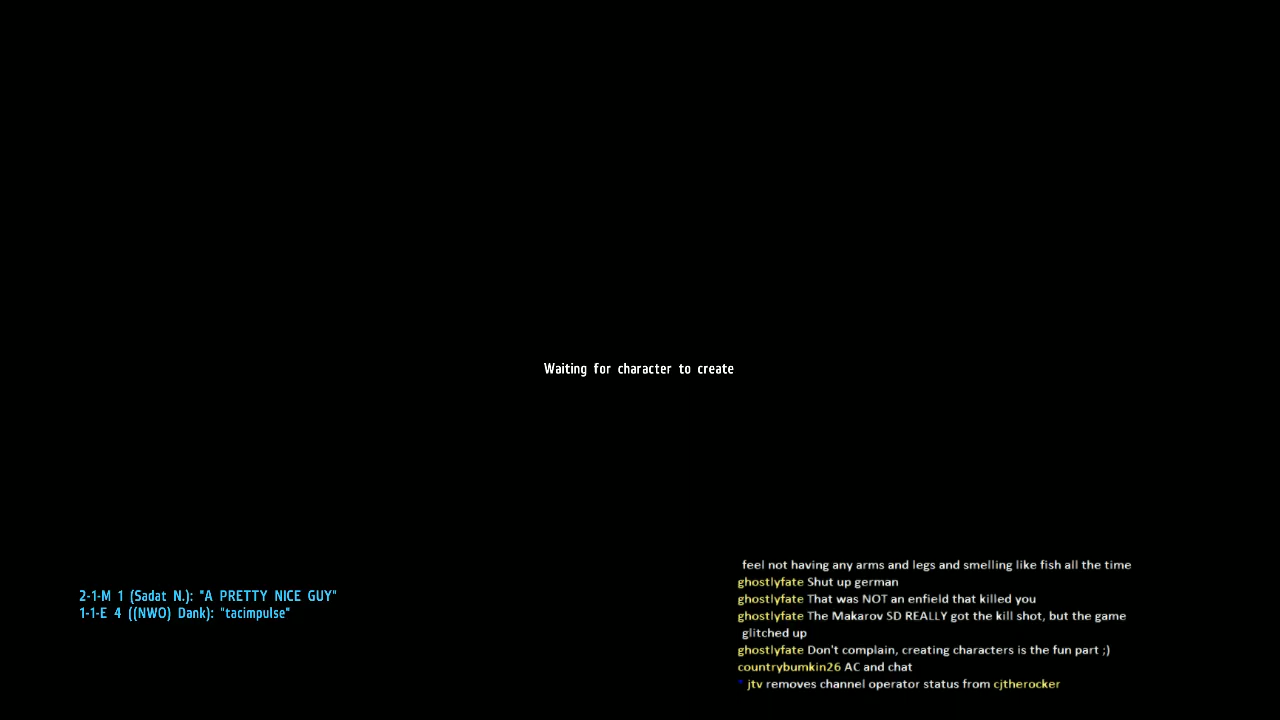 Waiting for character to create
2-1-M 1 (Sadat N.): "A PRETTY NICE GUY"
1-1-E 4 ((NWO) Dank): "tacimpulse"
feel not having any arms and legs and smelling like fish all the time
ghostlyfate Shut up german
ghostlyfate That was NOT an enfield that killed you
ghostlyfate The Makarov SD REALLY got the kill shot, but the game
glitched up
ghostlyfate Don't complain, creating characters is the fun part ;)
countrybumkin26 AC and chat
* jtv removes channel operator status from cjtherocker